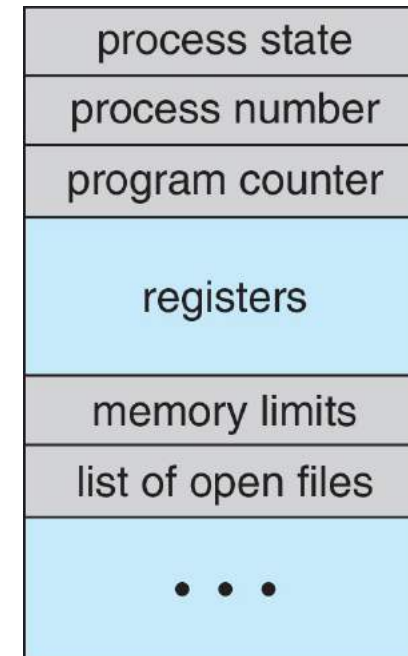 process state
process number
program counter
registers
memory limits
list of open files
• • •